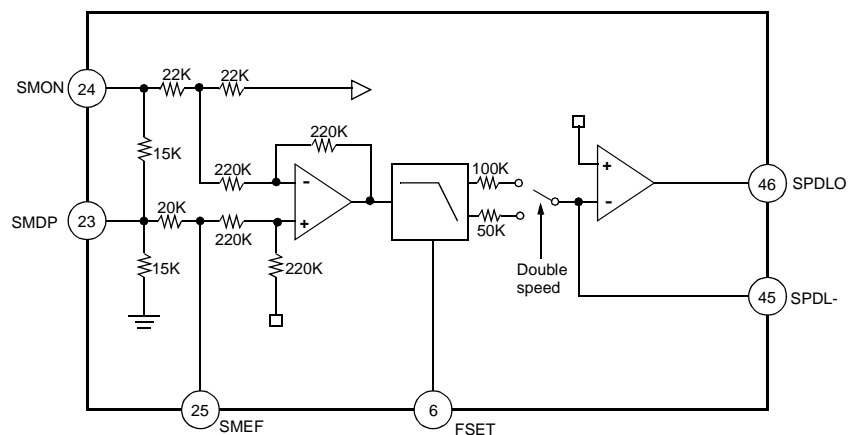 SMON
24
22K
22K
15K
220K
220K
-
+
SMDP
23
20K
220K
15K
220K
100K
50K
Double
speed
+
-
46
SPDLO
45
SPDL-
25
SMEF
6
FSET